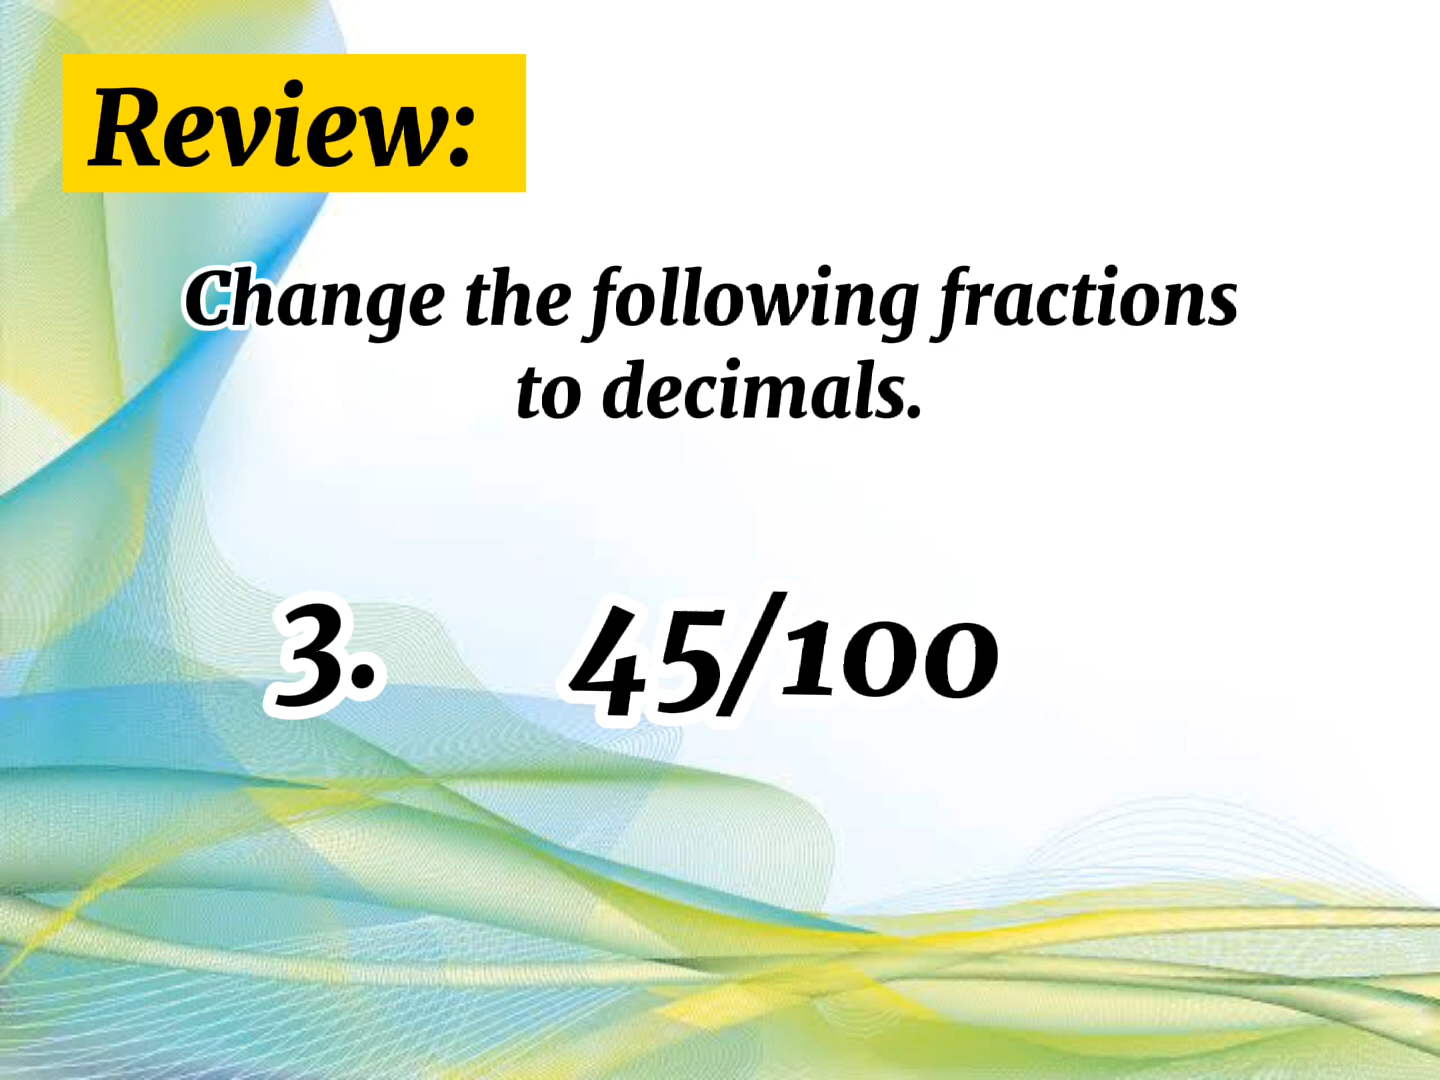 Review:
Change the following fractions
to decimals.
3. 45/100